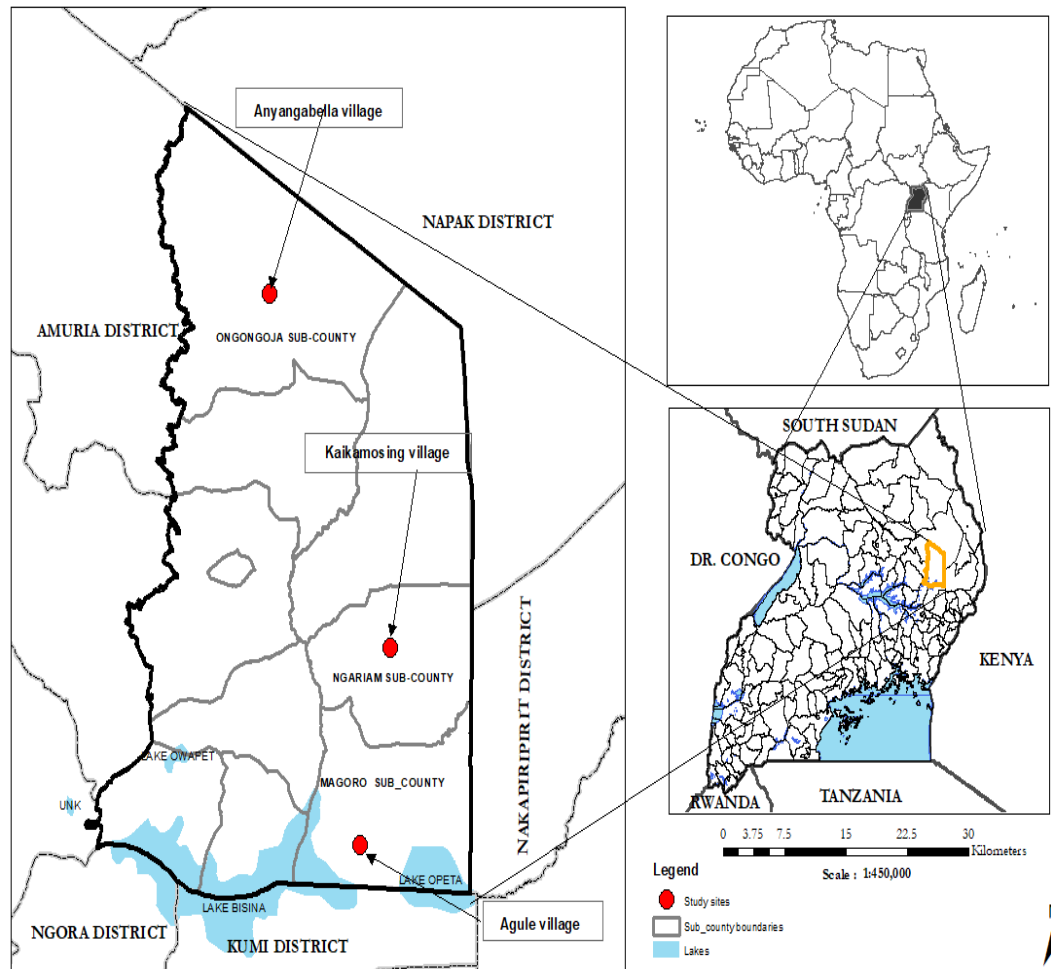 Anyangabella village
NAPAK DISTRICT
AMURIA DISTRICT
ONGONGOJA SUB-COUNTY
Kaikamosing village
NGARIAM SUB-COUNTY
NAKAPIRIPIRIT DISTRICT
LAKE OWAPET
MAGORO SUB_COUNTY
UNK
LAKE OPETA
LAKE BISINA
Agule village
NGORA DISTRICT
KUMI DISTRICT
SOUTH SUDAN
DR. CONGO
KENYA
RWANDA
TANZANIA
0 3.75 7.5 15 22.5 30
Kilometers
Scale : 1:450,000
Legend
Study sites
Sub_county boundaries
Lakes